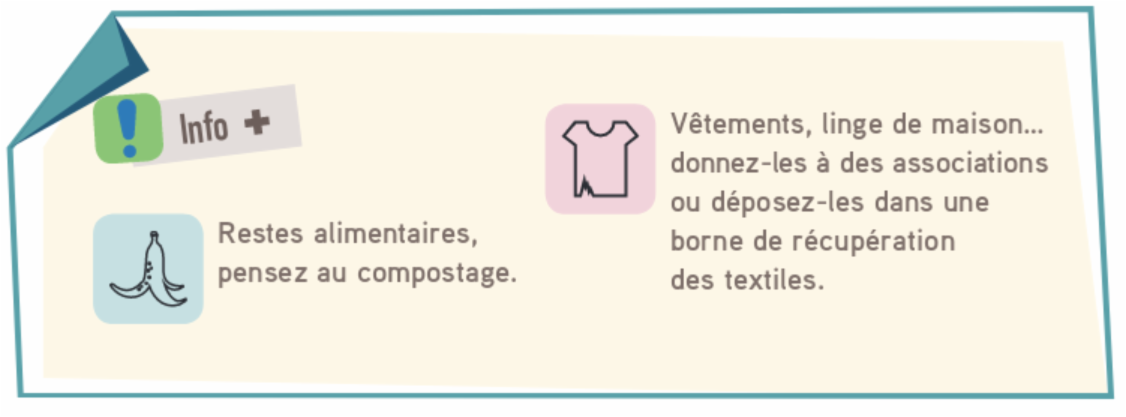 ! Info +
Restes alimentaires,
pensez au compostage.
Vêtements, linge de maison...
donnez-les à des associations
ou déposez-les dans une
borne de récupération
des textiles.